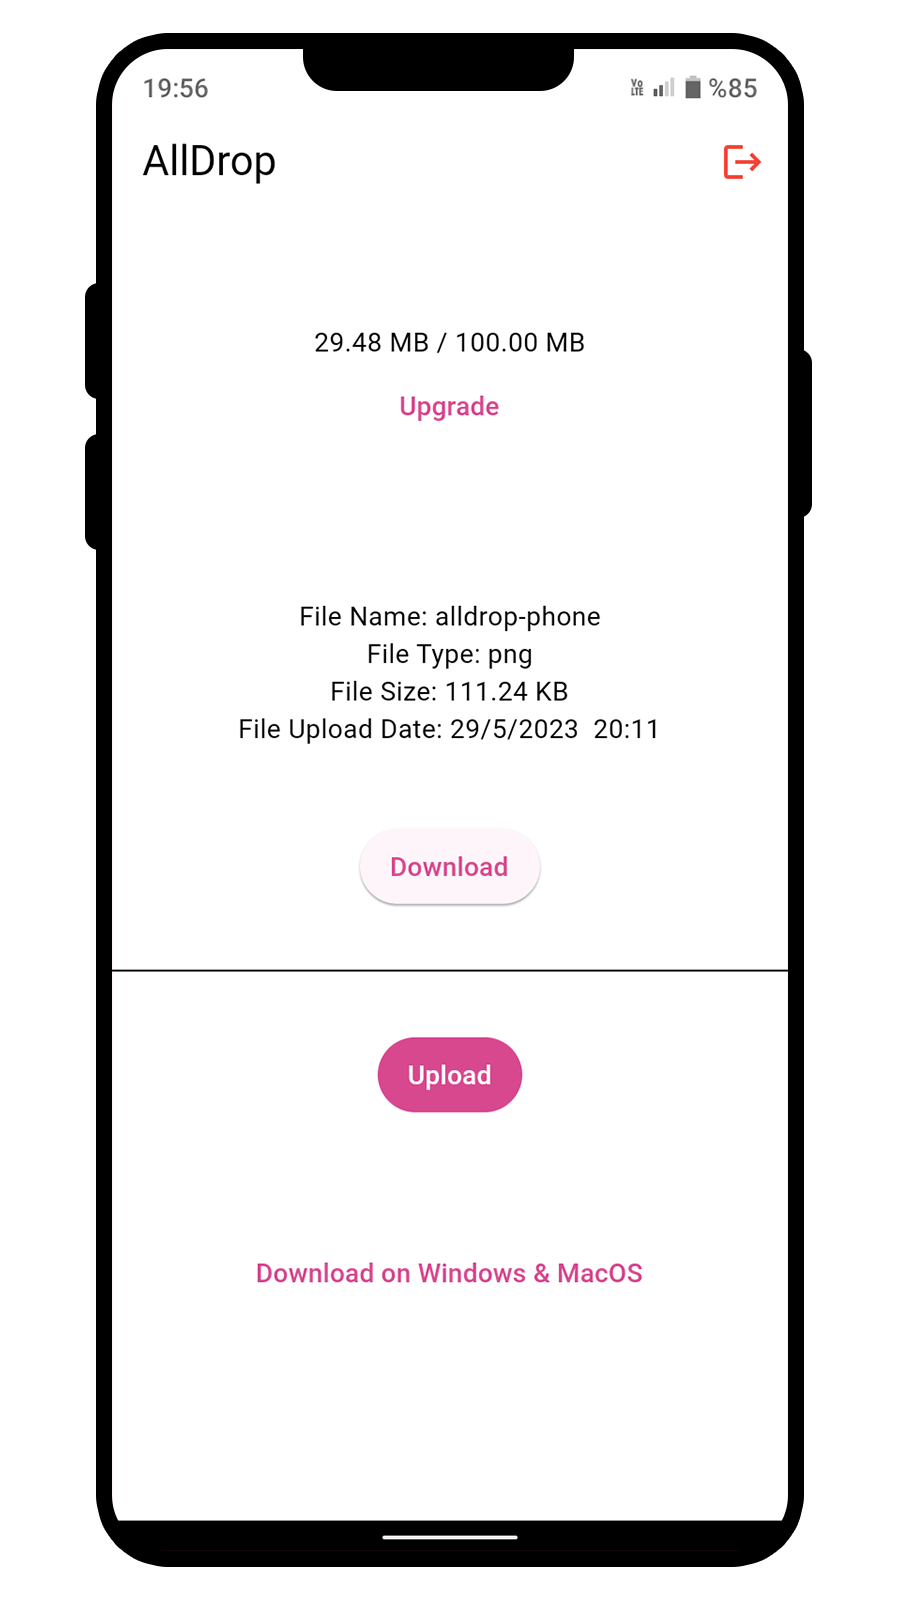 19:56
Vo
LTE
%85
AllDrop
29.48 MB / 100.00 MB
Upgrade
File Name: alldrop-phone
File Type: png
File Size: 111.24 KB
File Upload Date: 29/5/2023  20:11
Download
Upload
Download on Windows & MacOS